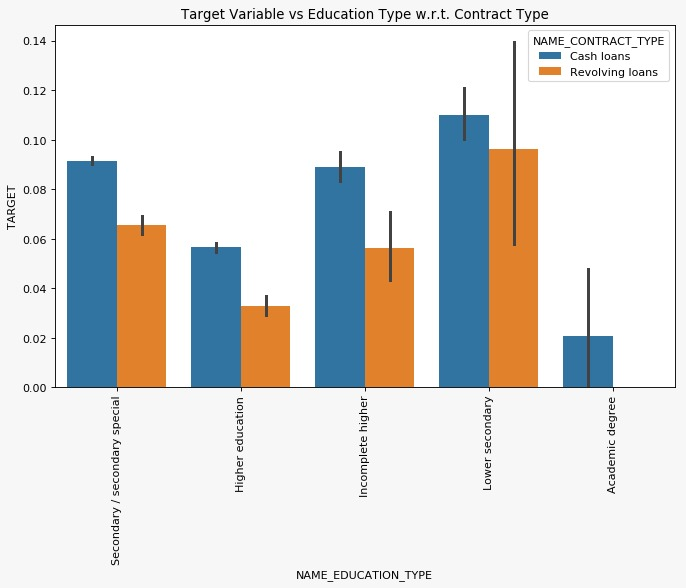 Target Variable vs Education Type w.r.t. Contract Type
NAME_CONTRACT_TYPE
Cash loans
Revolving loans
TARGET
0.14
0.12
0.10
0.08
0.06
0.04
0.02
0.00
Secondary / secondary special
Higher education
Incomplete higher
Lower secondary
Academic degree
NAME_EDUCATION_TYPE